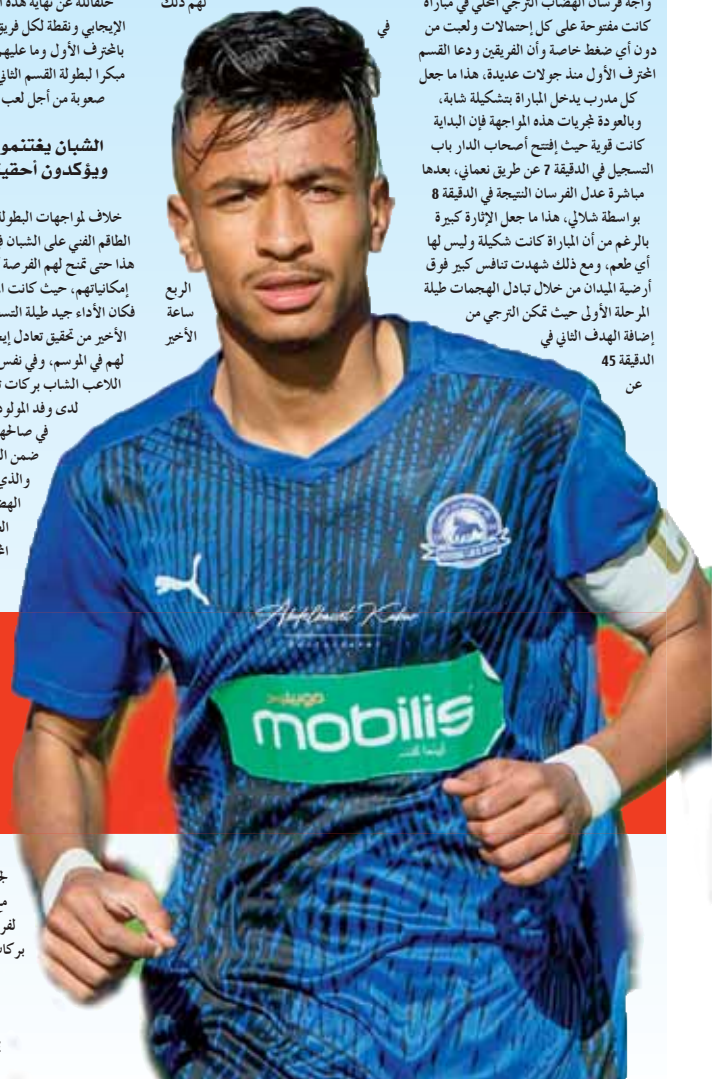 واجه فرسان الهضاب الترجي المحلي في مباراة
كانت مفتوحة على كل إحتمالات ولعبت من
دون أي ضغط خاصة وأن الفريقين ودعا القسم
المحترف الأول منذ جولات عديدة، هذا ما جعل
كل مدرب يدخل المباراة بتشكيلة شابة،
وبالعودة لمجريات هذه المواجهة فإن البداية
كانت قوية حيث إفتتح أصحاب الدار باب
التسجيل في الدقيقة 7 عن طريق نعماني، بعدها
مباشرة عدل الفرسان النتيجة في الدقيقة 8
بواسطة شلالي، هذا ما جعل الإثارة كبيرة
بالرغم من أن المباراة كانت شكيلة وليس لها
أي طعم، ومع ذلك شهدت تنافس كبير فوق
أرضية الميدان من خلال تبادل الهجمات طيلة
المرحلة الأولى حيث تمكن الترجي من
إضافة الهدف الثاني في
الدقيقة 45
عن
في
لهم ذلك
الربع
ساعة
الأخير
عن نهاية هذه
الإيجابي ونقطة لكل فريق
بالمحترف الأول وما عليهم
مبكرا لبطولة القسم الثاني
صعوبة من أجل لعب
الشبان يغتنمو
ويؤكدون أحقي
خلاف لمواجهات البطولة
الطاقم الفني على الشبان
هذا حتى تمنح لهم الفرصة
إمكانياتهم، حيث كانت
فكان الأداء جيد طيلة
الأخير من تحقيق تعادل
لهم في الموسم، وفي نفس
اللاعب الشاب بركات
لدى وفد المولود
في صالحه
ضمن
والذي
بركات
mobilis